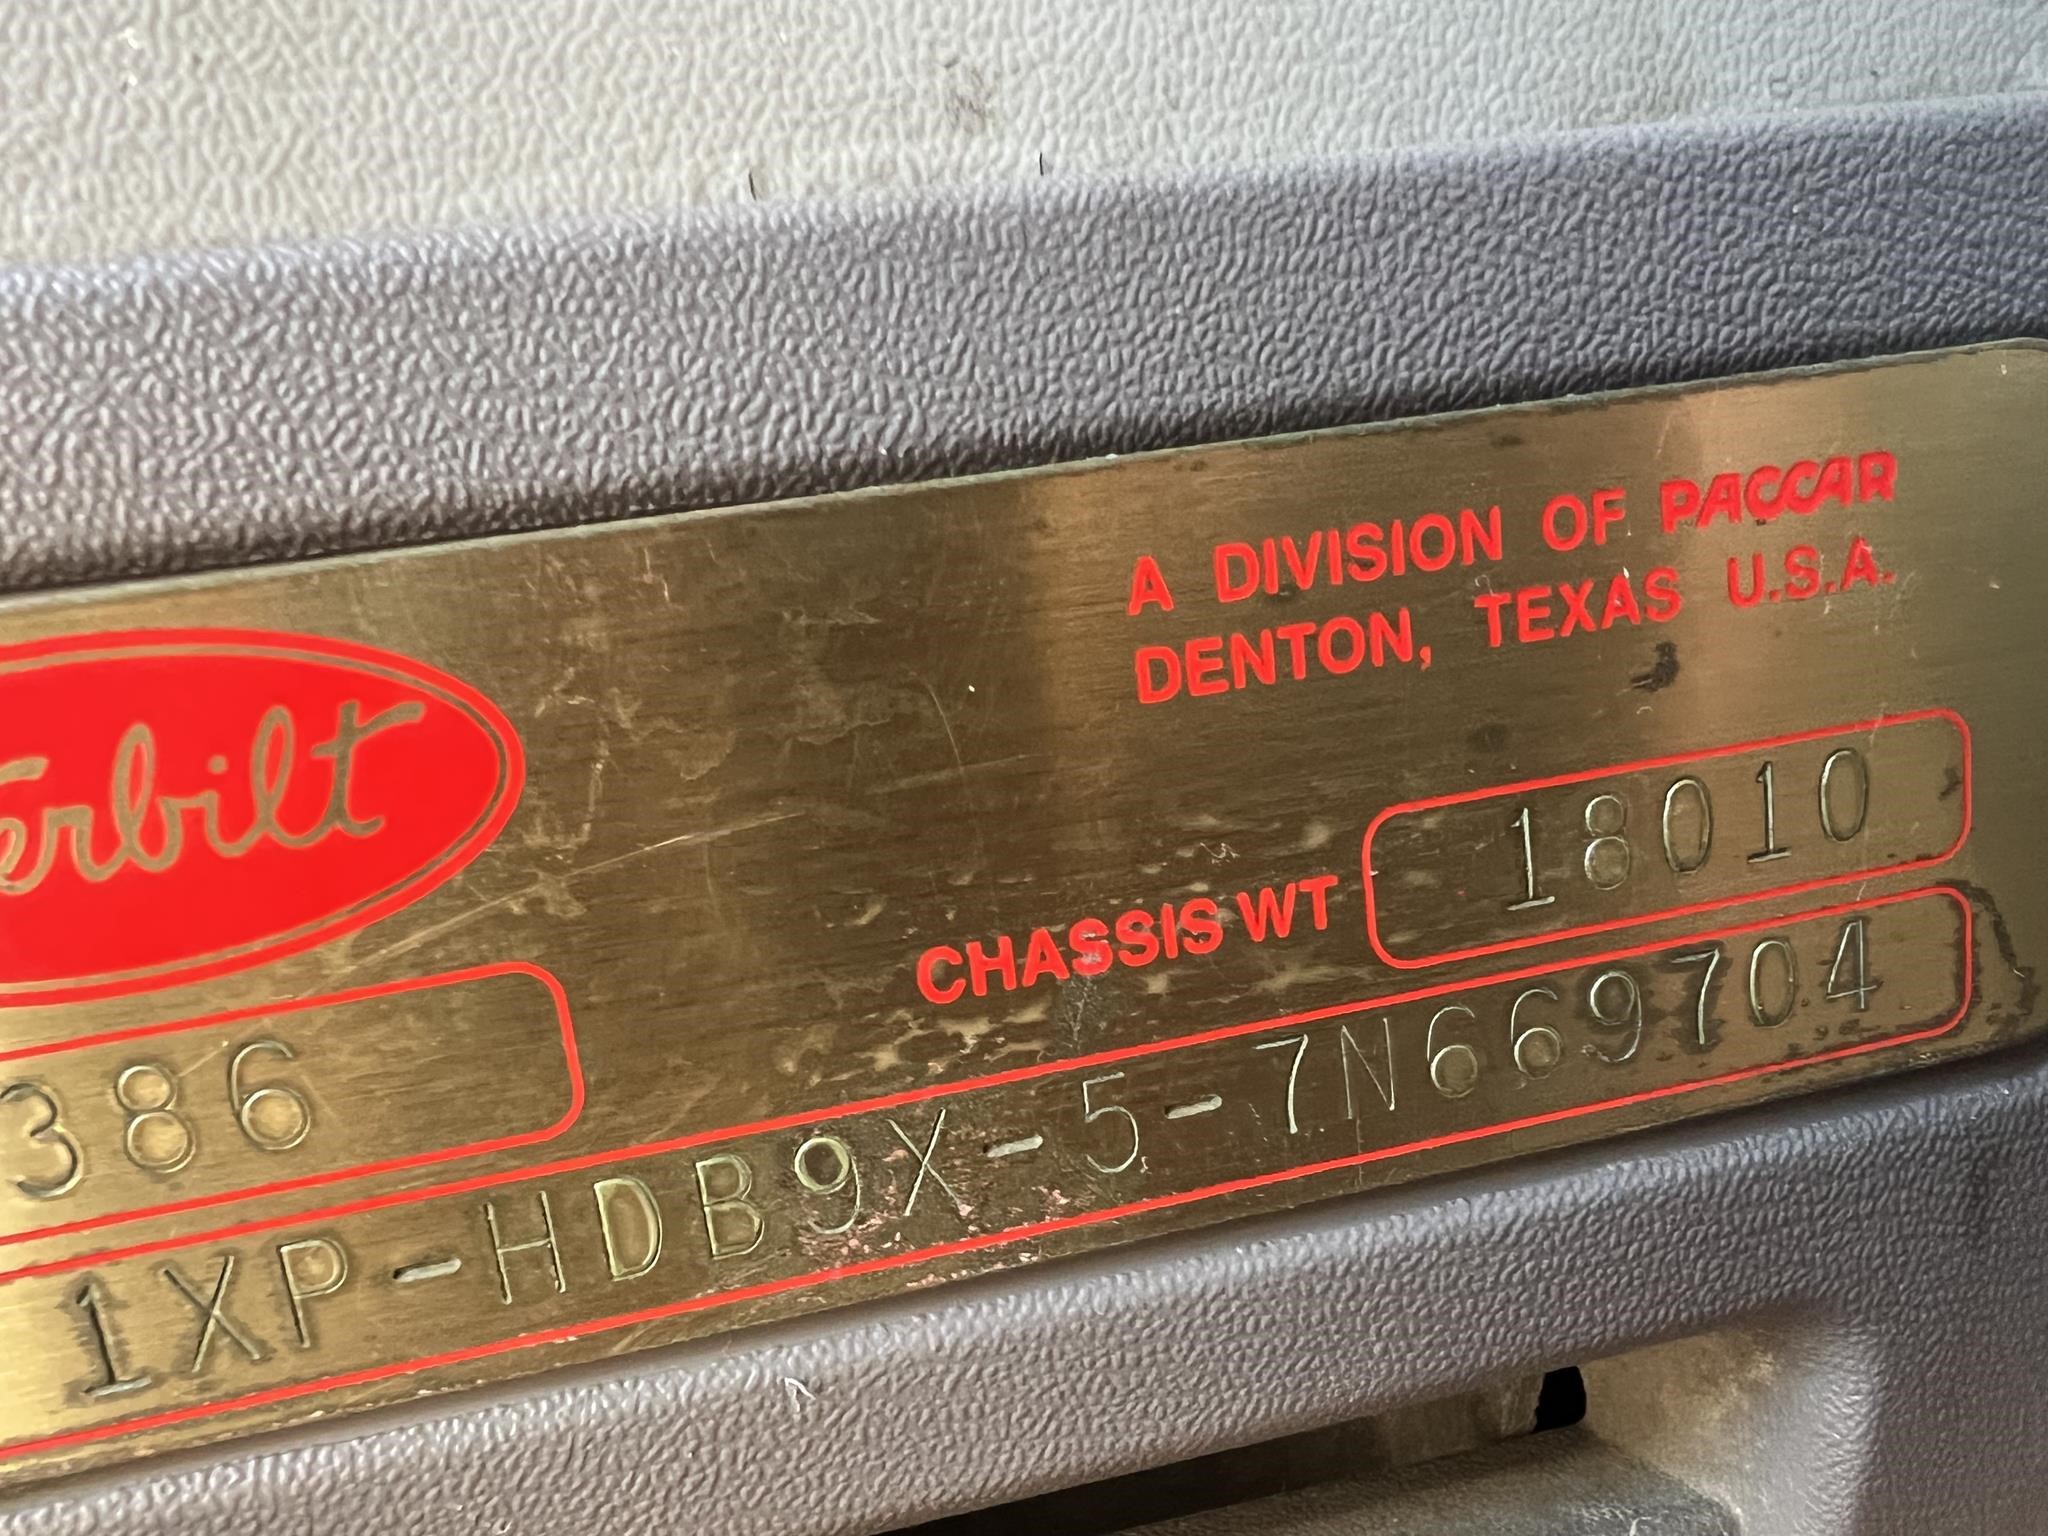 A DIVISION OF PACCAR
DENTON, TEXAS U.S.A.
erbilt
CHASSIS WT 18010
386
1XP-HDB9X-5-7N669704